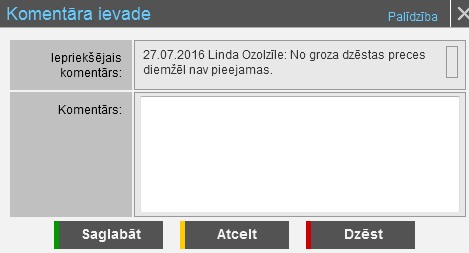 Komentāra ievade
Palīdzība
Iepriekšējais
komentārs:
27.07.2016 Linda Ozolzīle: No groza dzēstas preces
diemžēl nav pieejamas.
Komentārs:
Saglabāt
Atcelt
Dzēst